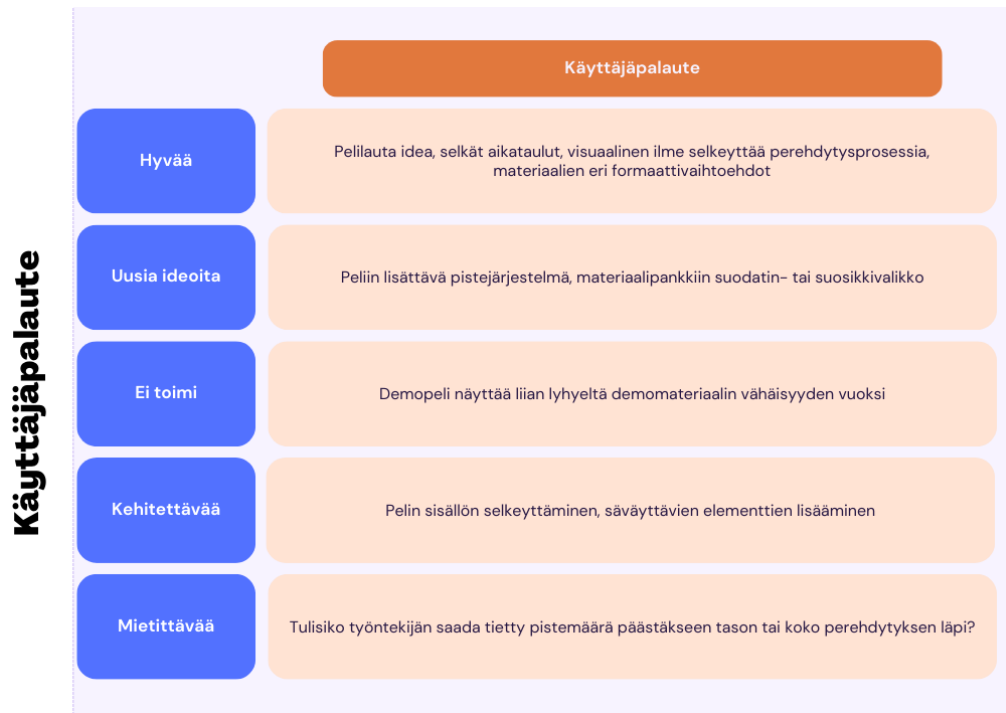 Käyttäjäpalaute
Käyttäjäpalaute
Hyvää
Pelilauta idea, selkät aikataulut, visuaalinen ilme selkeyttää perehdytysprosessia,
materiaalien eri formaattivaihtoehdot
Uusia ideoita
Peliin lisättävä pistejärjestelmä, materiaalipankkiin suodatin- tai suosikkivalikko
Ei toimi
Demopeli näyttää liian lyhyeltä demomateriaalin vähäisyyden vuoksi
Kehitettävää
Pelin sisällön selkeyttäminen, säväyttävien elementtien lisääminen
Mietittävää
Tulisiko työntekijän saada tietty pistemäärä päästäkseen tason tai koko perehdytyksen läpi?